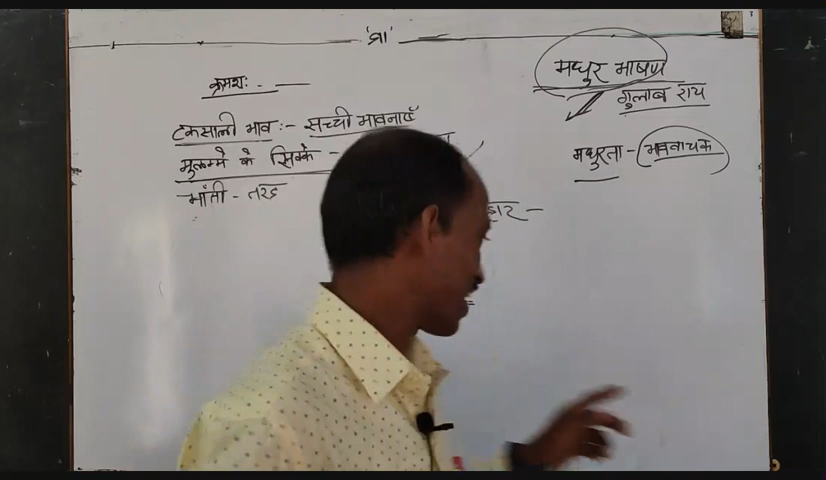 'श्री'
मधुर भाषण
गुलाब राय
क्रमशः -
टकसाली भाव :- सच्ची भावनाएँ
मुलम्मे के सिक्के -
भाँती - तरह
मधुरता - भाववाचक